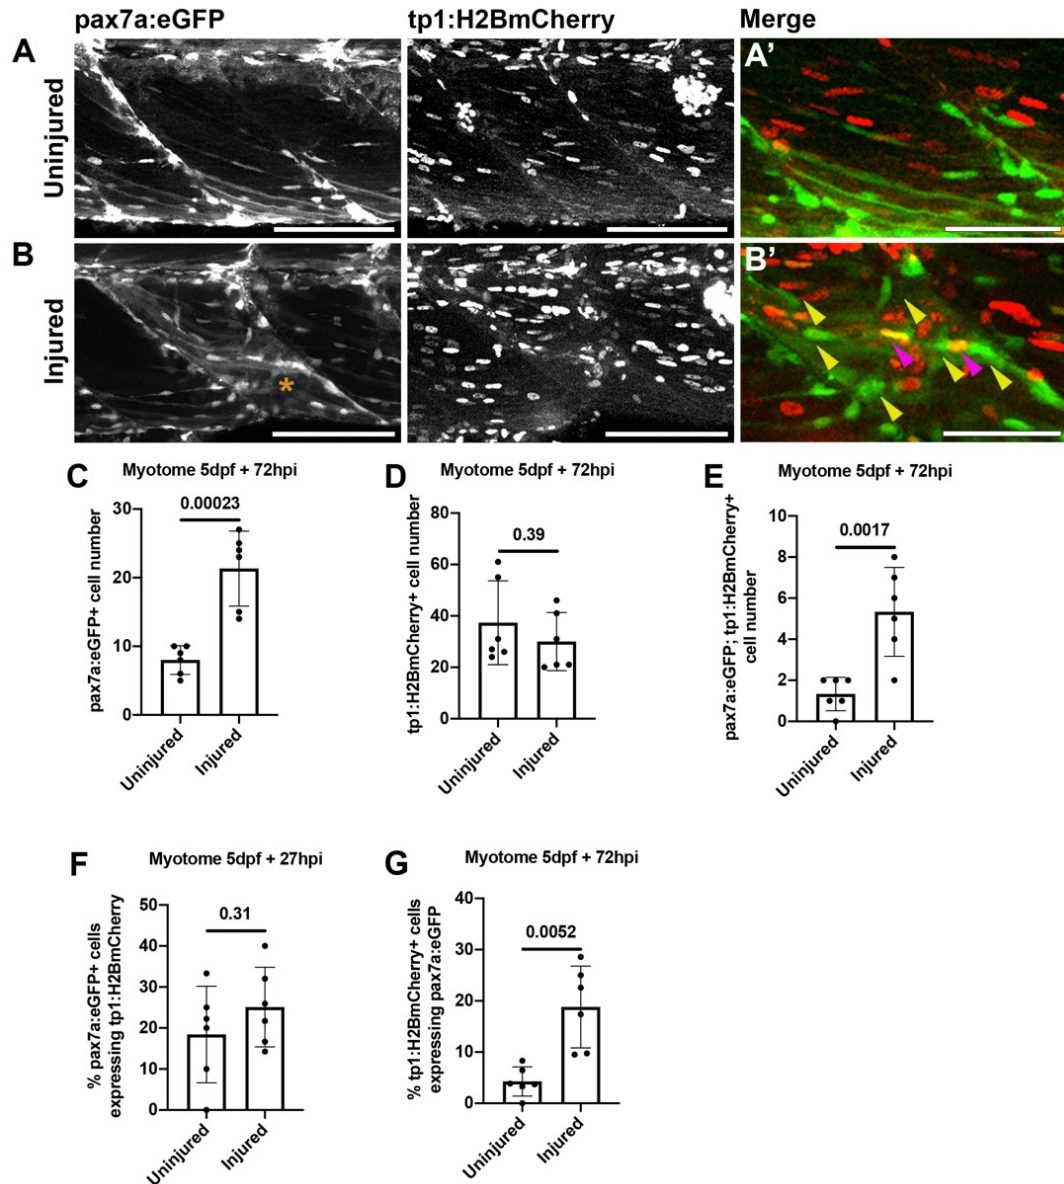 pax7a:eGFP
tp1:H2BmCherry
Merge
A
Uninjured
A'
B
Injured
*
B'
C
Myotome 5dpf + 72hpi
pax7a:eGFP+ cell number
30
20
10
0
0.00023
Uninjured
Injured
D
Myotome 5dpf + 72hpi
tp1:H2BmCherry+ cell number
80
60
40
20
0
0.39
Uninjured
Injured
E
Myotome 5dpf + 72hpi
pax7a:eGFP; tp1:H2BmCherry+
cell number
10
8
6
4
2
0
0.0017
Uninjured
Injured
F
Myotome 5dpf + 27hpi
% pax7a:eGFP+ cells
expressing tp1:H2BmCherry
50
40
30
20
10
0
0.31
Uninjured
Injured
G
Myotome 5dpf + 72hpi
% tp1:H2BmCherry+ cells
expressing pax7a:eGFP
40
30
20
10
0
0.0052
Uninjured
Injured